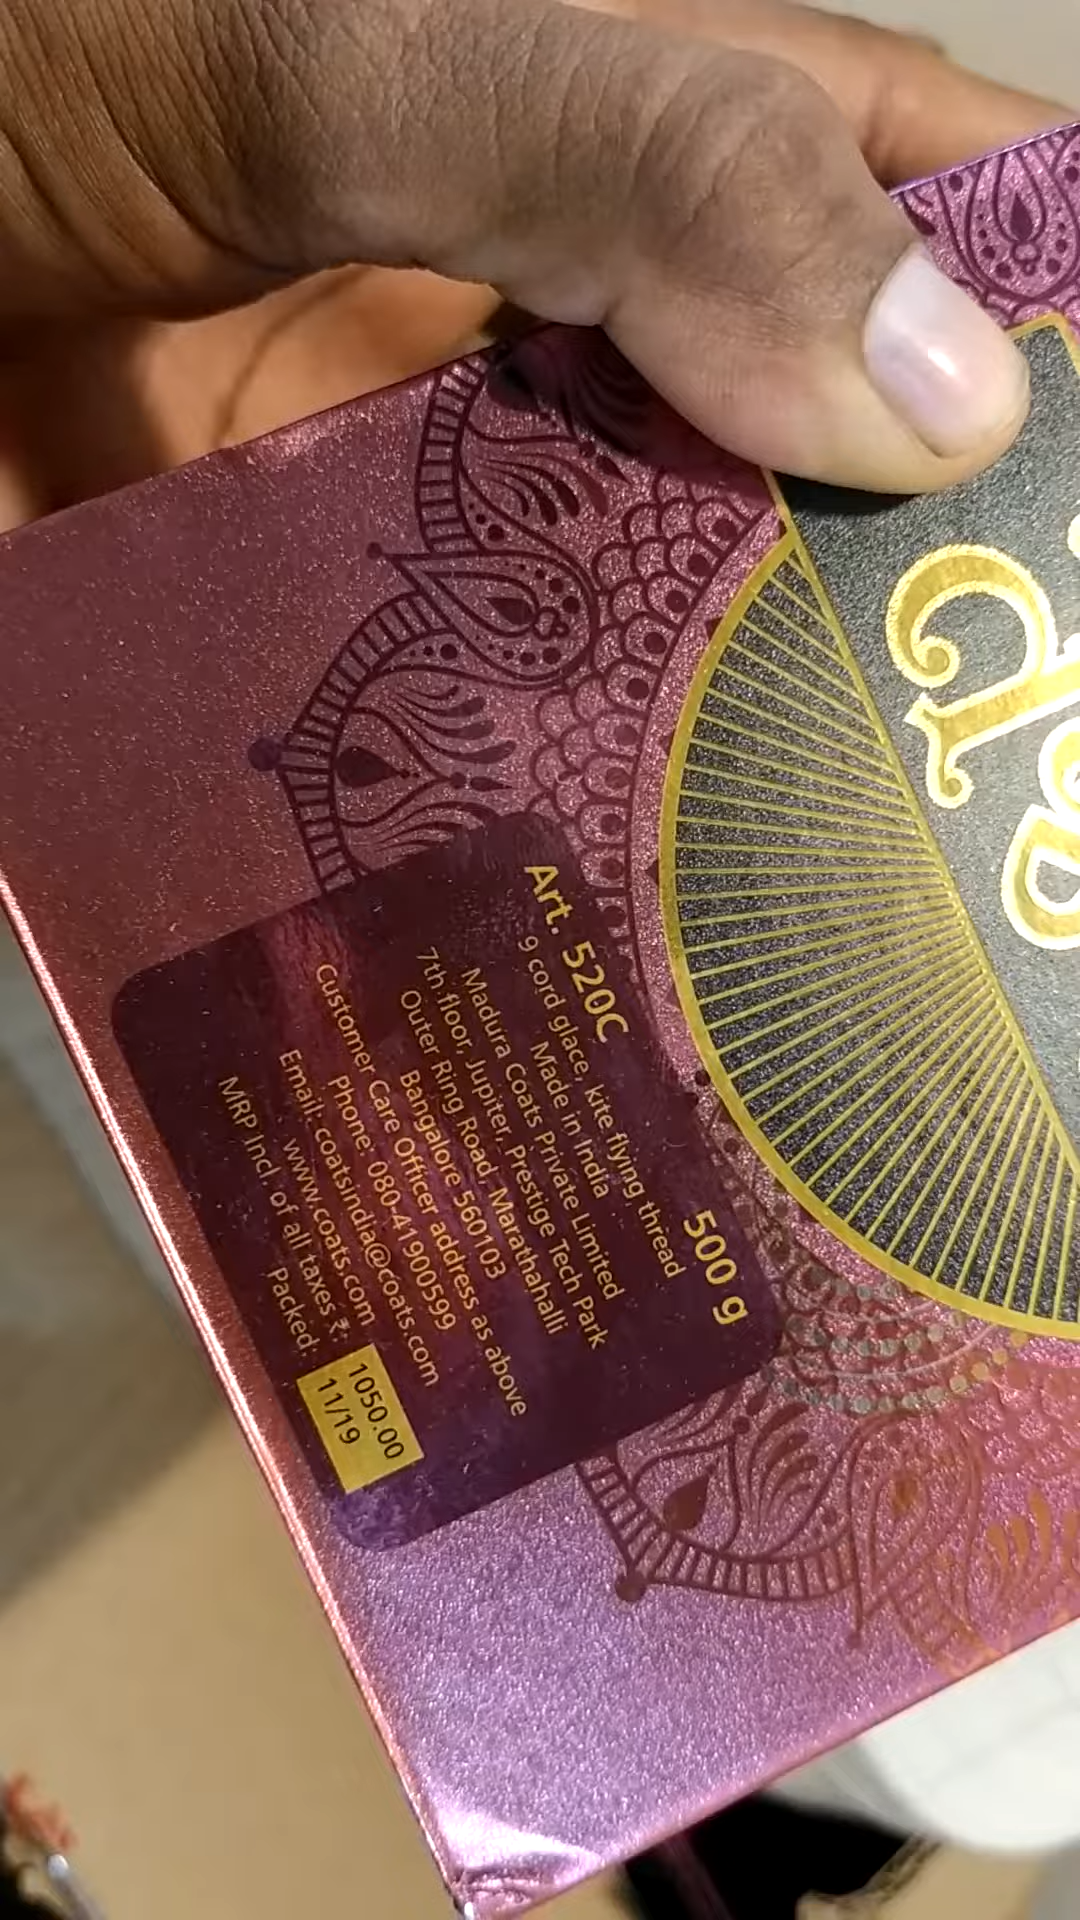 Art. 520C 500 g
9 cord glace, kite flying thread
Made in India
Madura Coats Private Limited
7th floor, Jupiter, Prestige Tech Park
Outer Ring Road, Marathahalli
Bangalore 560103
Customer Care Officer address as above
Phone: 080-41900599
Email: coatsindia@coats.com
www.coats.com
MRP Incl. of all taxes ₹: 1050.00
Packed: 11/19